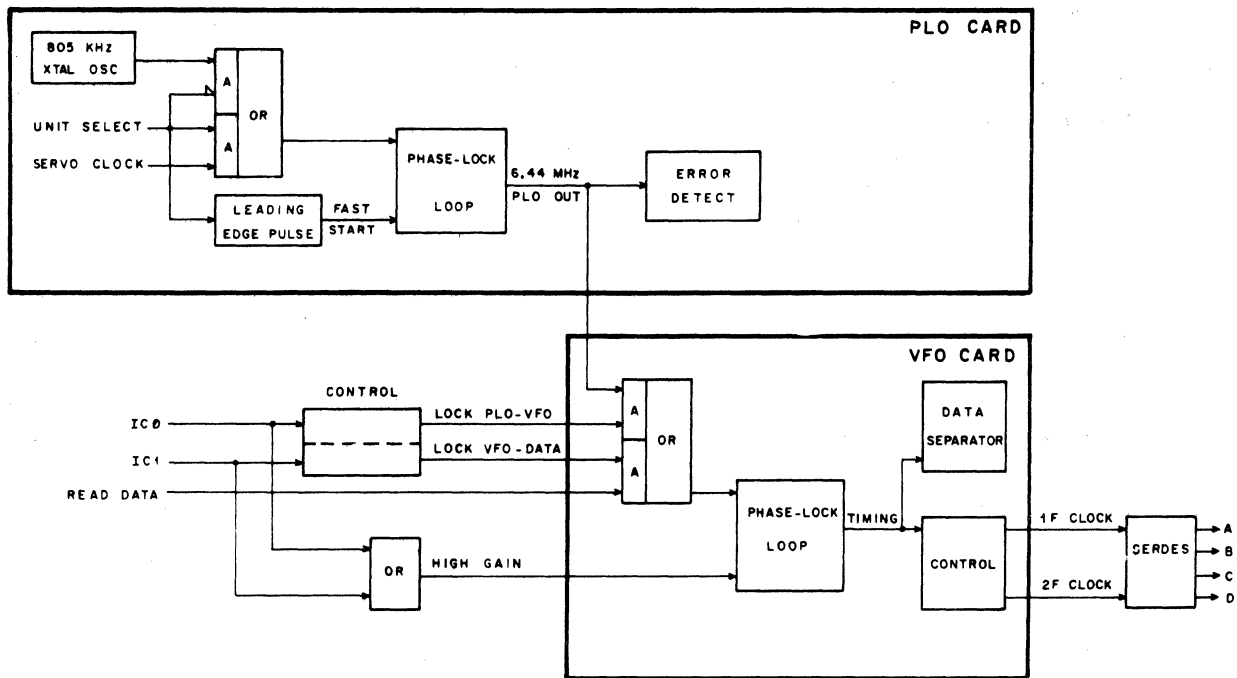 PLO CARD
805 KHz
XTAL OSC
A
OR
A
UNIT SELECT
SERVO CLOCK
LEADING
EDGE PULSE
FAST
START
PHASE-LOCK
LOOP
6.44 MHz
PLO OUT
ERROR
DETECT
VFO CARD
CONTROL
IC0
IC1
READ DATA
LOCK PLO-VFO
LOCK VFO-DATA
A
OR
A
OR
HIGH GAIN
PHASE-LOCK
LOOP
TIMING
DATA
SEPARATOR
CONTROL
1F CLOCK
2F CLOCK
SERDES
A
B
C
D